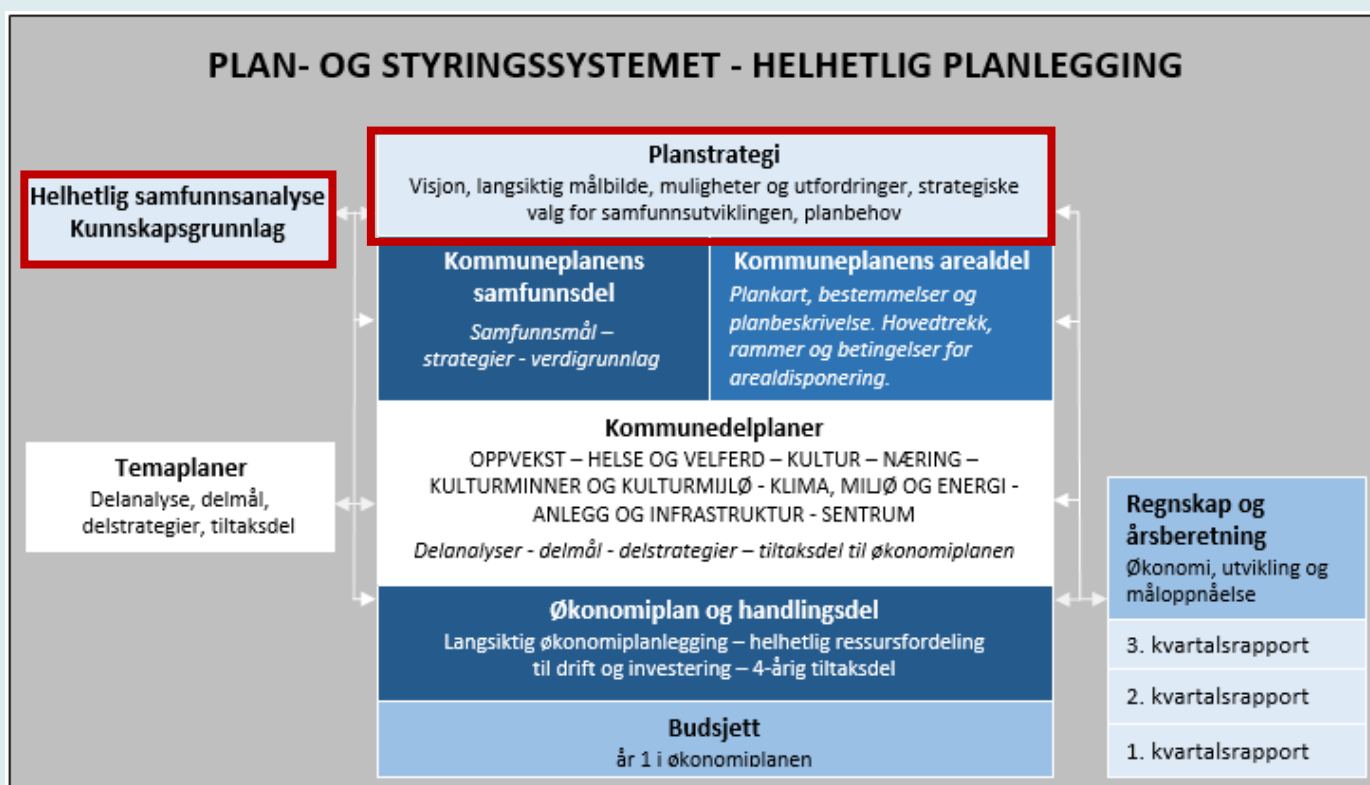 PLAN- OG STYRINGSSYSTEMET - HELHETLIG PLANLEGGING
Helhetlig samfunnsanalyse
Kunnskapsgrunnlag
Planstrategi
Visjon, langsiktig målbilde, muligheter og utfordringer, strategiske
valg for samfunnsutviklingen, planbehov
Kommuneplanens
samfunnsdel
Samfunnsmål –
strategier - verdigrunnlag
Kommuneplanens arealdel
Plankart, bestemmelser og
planbeskrivelse. Hovedtrekk,
rammer og betingelser for
arealdisponering.
Temaplaner
Delanalyse, delmål,
delstrategier, tiltaksdel
Kommunedelplaner
OPPVEKST – HELSE OG VELFERD – KULTUR – NÆRING –
KULTURMINNER OG KULTURMIJLØ - KLIMA, MILJØ OG ENERGI -
ANLEGG OG INFRASTRUKTUR - SENTRUM
Delanalyser - delmål - delstrategier – tiltaksdel til økonomiplanen
Økonomiplan og handlingsdel
Langsiktig økonomiplanlegging – helhetlig ressursfordeling
til drift og investering – 4-årig tiltaksdel
Budsjett
år 1 i økonomiplanen
Regnskap og
årsberetning
Økonomi, utvikling og
måloppnåelse
3. kvartalsrapport
2. kvartalsrapport
1. kvartalsrapport